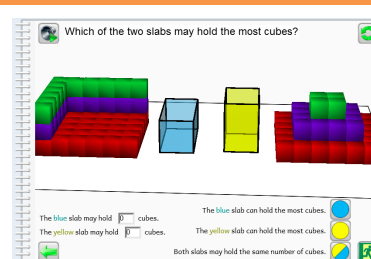 Which of the two slabs may hold the most cubes?
The blue slab may hold 0 cubes.
The yellow slab may hold 0 cubes.
The blue slab can hold the most cubes.
The yellow slab can hold the most cubes.
Both slabs may hold the same number of cubes.